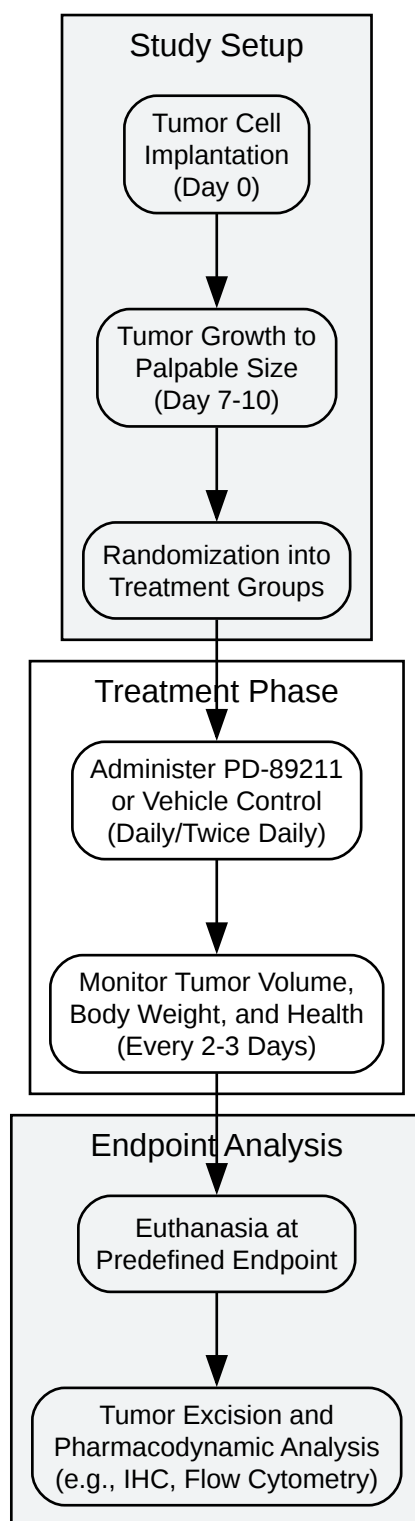 Study Setup
Tumor Cell
Implantation
(Day 0)
Tumor Growth to
Palpable Size
(Day 7-10)
Randomization into
Treatment Groups
Treatment Phase
Administer PD-89211
or Vehicle Control
(Daily/Twice Daily)
Monitor Tumor Volume,
Body Weight, and Health
(Every 2-3 Days)
Endpoint Analysis
Euthanasia at
Predefined Endpoint
Tumor Excision and
Pharmacodynamic Analysis
(e.g., IHC, Flow Cytometry)